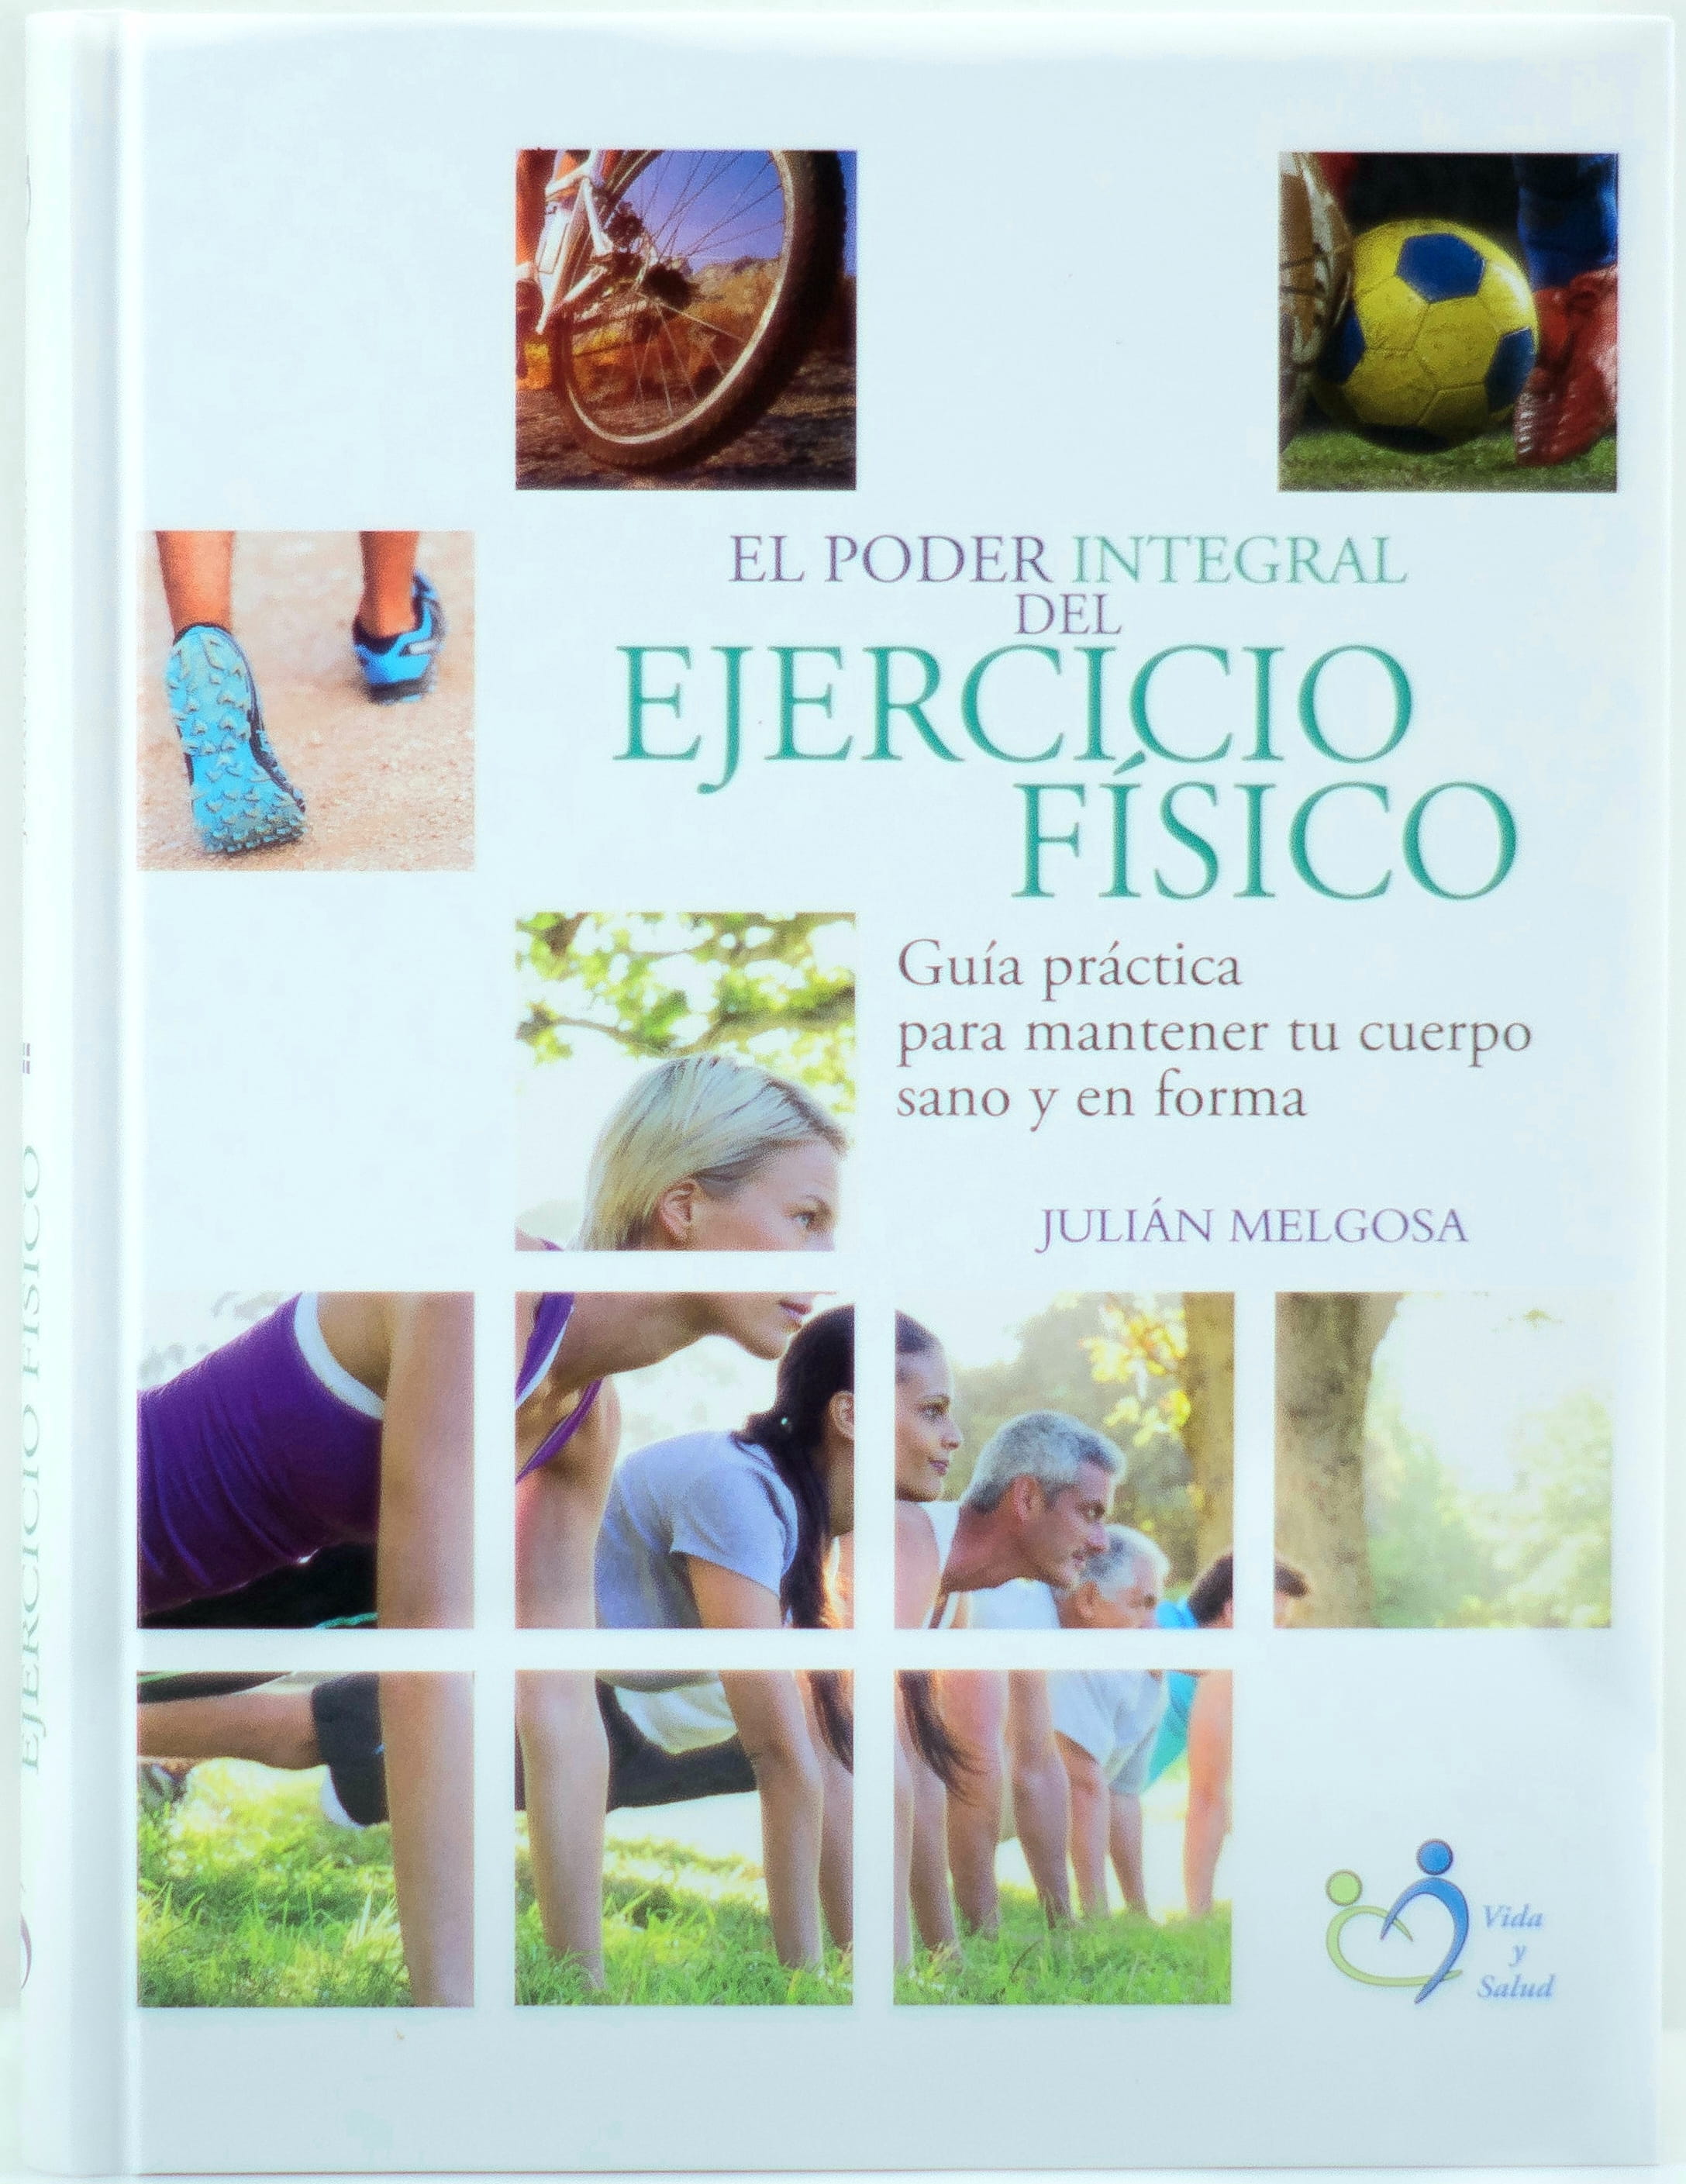 EL PODER INTEGRAL
DEL
EJERCICIO
FÍSICO
Guía práctica
para mantener tu cuerpo
sano y en forma
JULIÁN MELGOSA
Vida
y
Salud
EJERCICIO FÍSICO